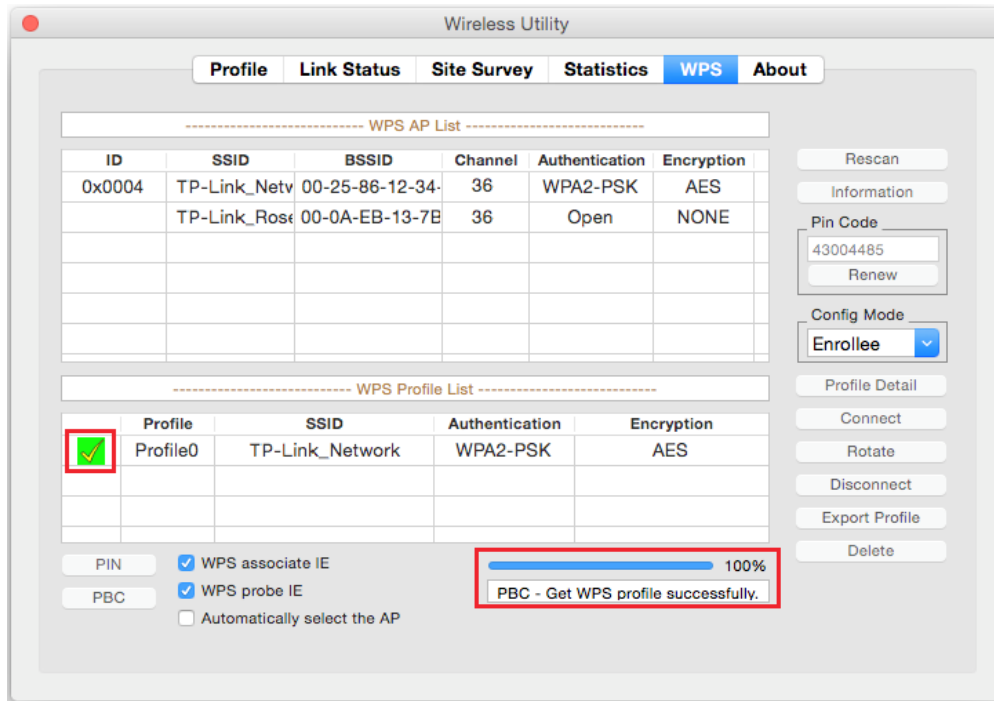 Wireless Utility
Profile Link Status Site Survey Statistics WPS About
--------------------------- WPS AP List ---------------------------
ID SSID BSSID Channel Authentication Encryption
0x0004 TP-Link_Netw 00-25-86-12-34- 36 WPA2-PSK AES
TP-Link_Rose 00-0A-EB-13-7B 36 Open NONE
Rescan
Information
Pin Code
43004485
Renew
Config Mode
Enrollee
--------------------------- WPS Profile List ---------------------------
Profile SSID Authentication Encryption
Profile0 TP-Link_Network WPA2-PSK AES
Profile Detail
Connect
Rotate
Disconnect
Export Profile
Delete
PIN
PBC
WPS associate IE
WPS probe IE
Automatically select the AP
100%
PBC - Get WPS profile successfully.